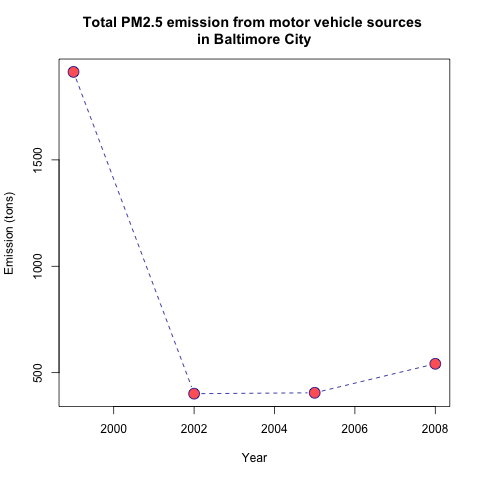 Total PM2.5 emission from motor vehicle sources
in Baltimore City
Emission (tons)
1500
1000
500
2000
2002
2004
2006
2008
Year